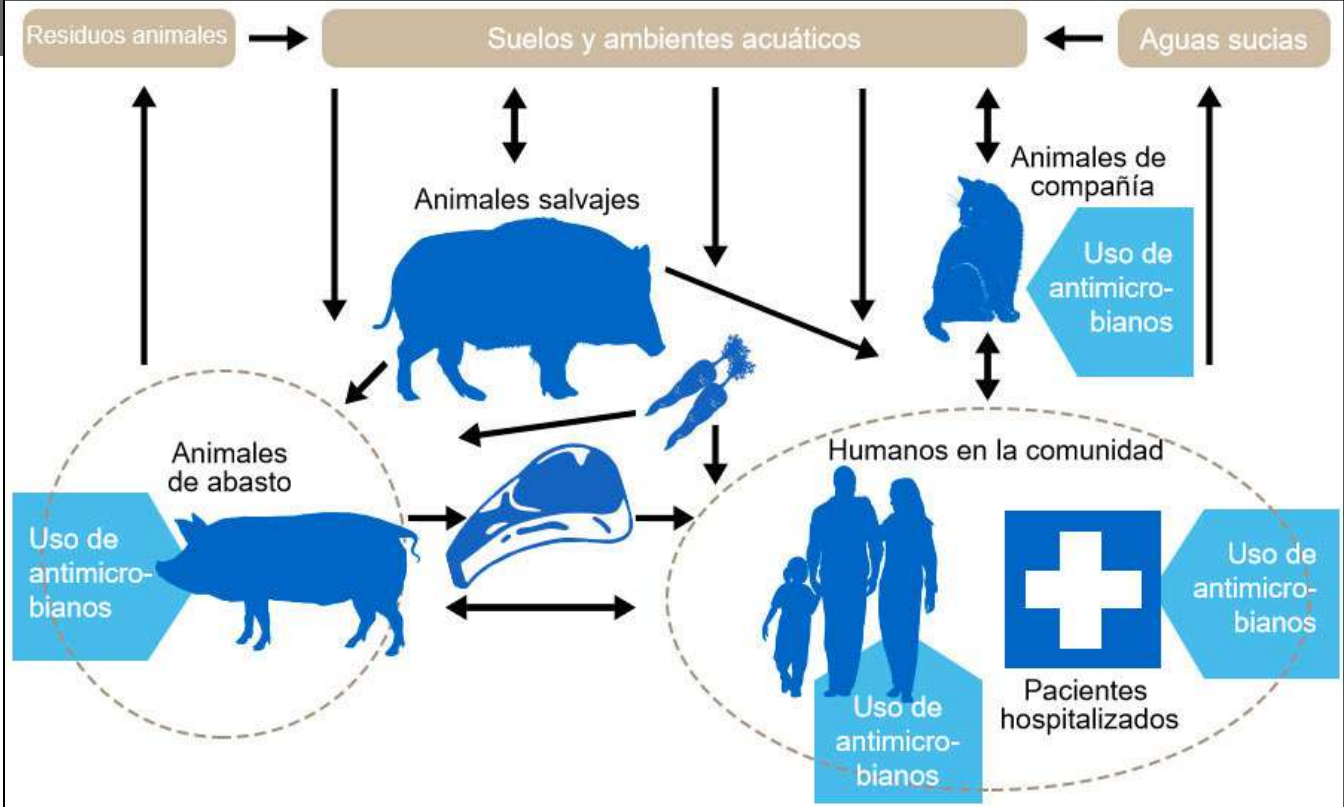 Residuos animales
Suelos y ambientes acuáticos
Aguas sucias
Animales de
compañía
Animales salvajes
Uso de
antimicro-
bianos
Humanos en la comunidad
Animales
de abasto
Uso de
antimicro-
bianos
Uso de
antimicro-
bianos
Pacientes
hospitalizados
Uso de
antimicro-
bianos